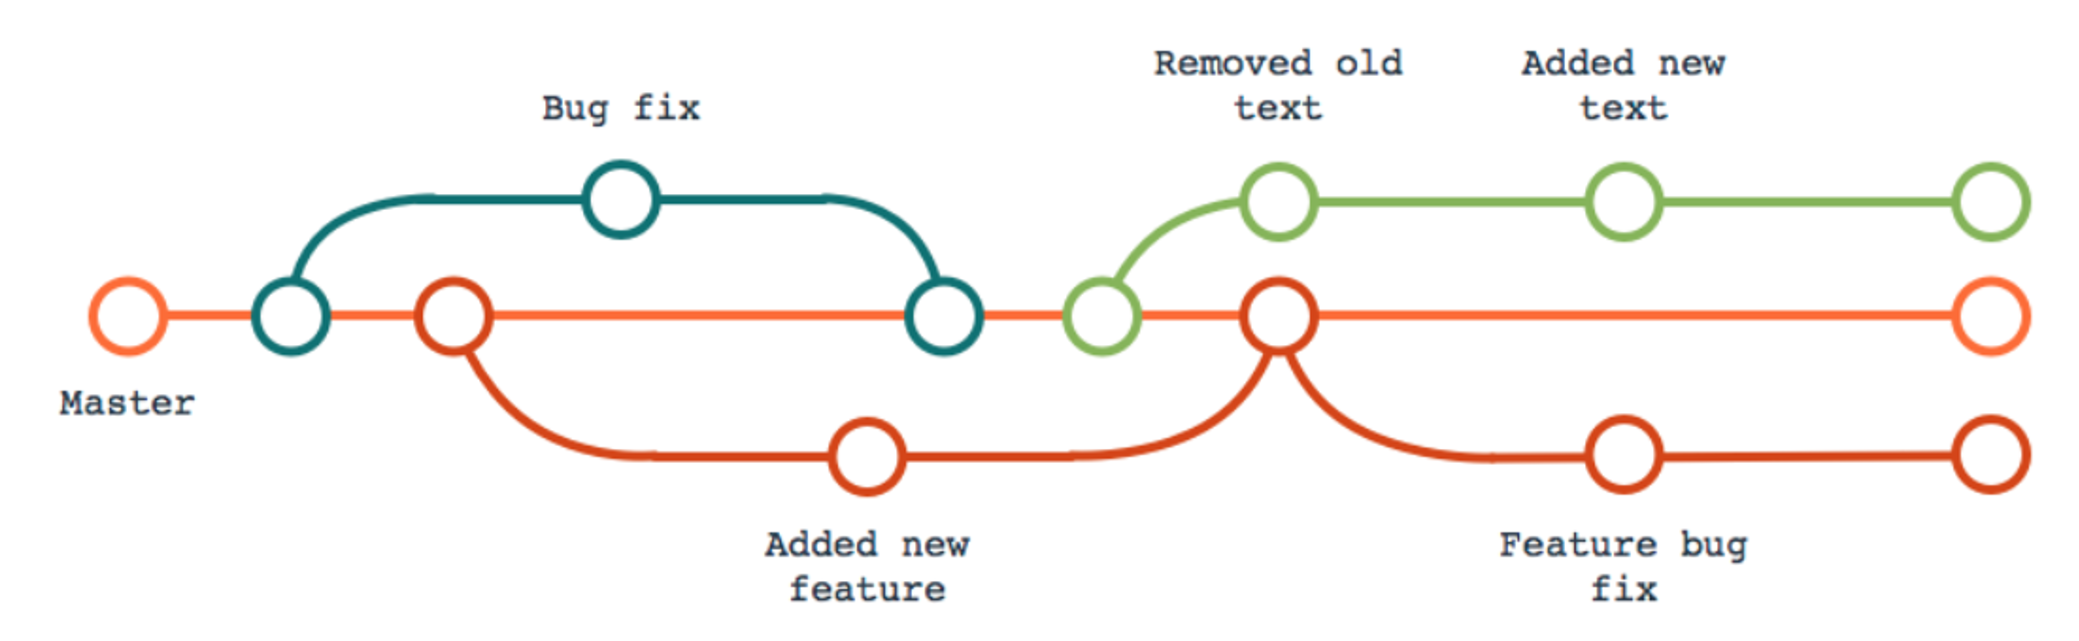 Removed old
text
Added new
text
Bug fix
Master
Added new
feature
Feature bug
fix